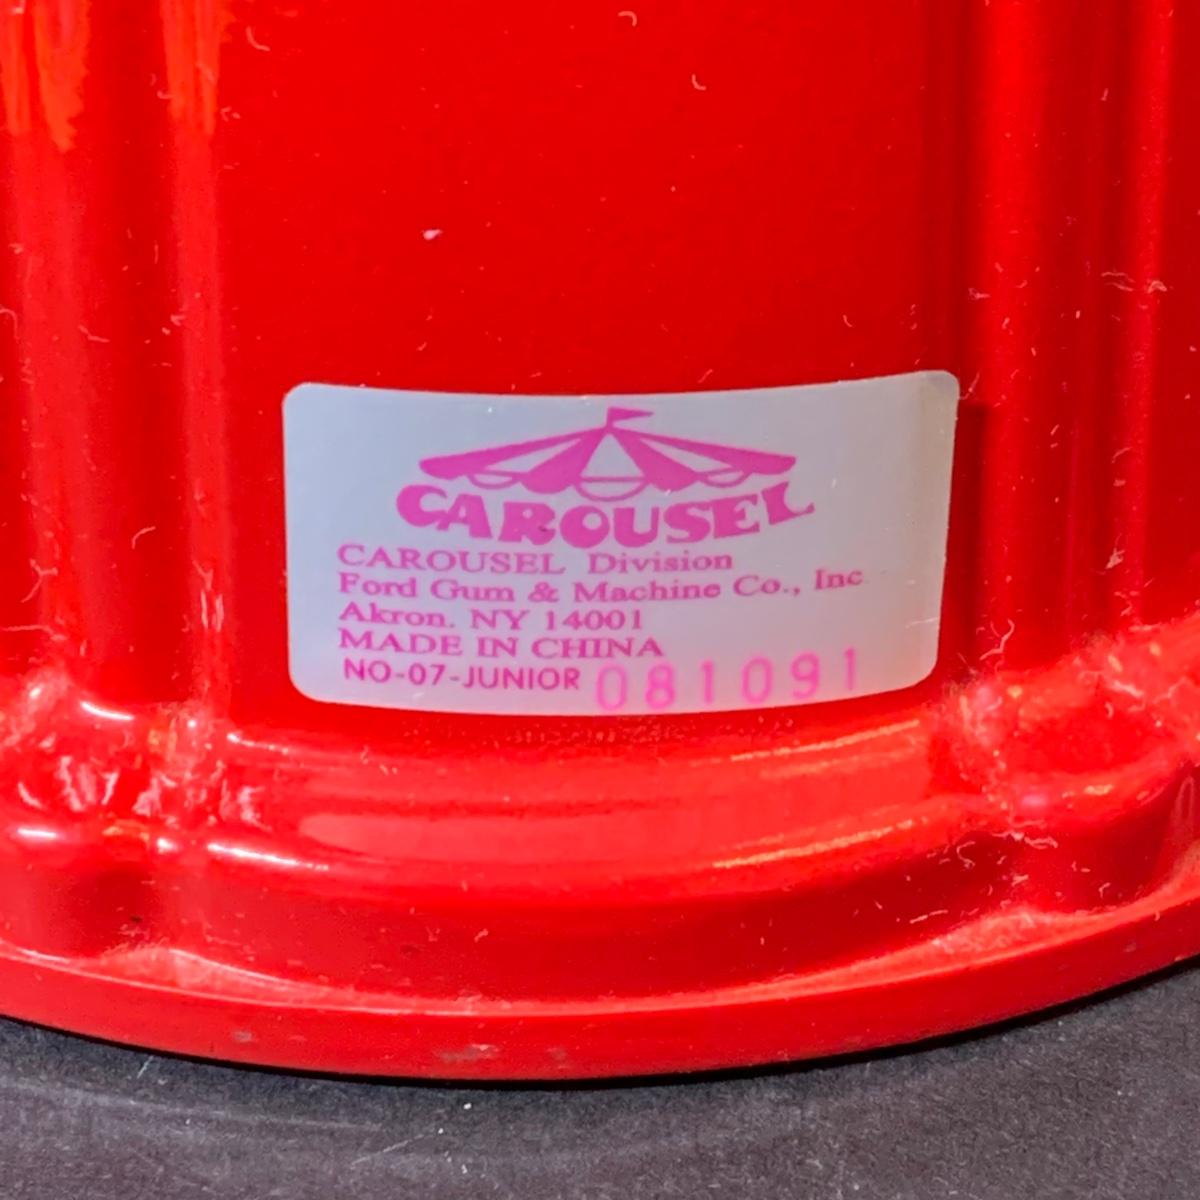 CAROUSEL
CAROUSEL Division
Ford Gum & Machine Co., Inc.
Akron. NY 14001
MADE IN CHINA
NO-07-JUNIOR 081091